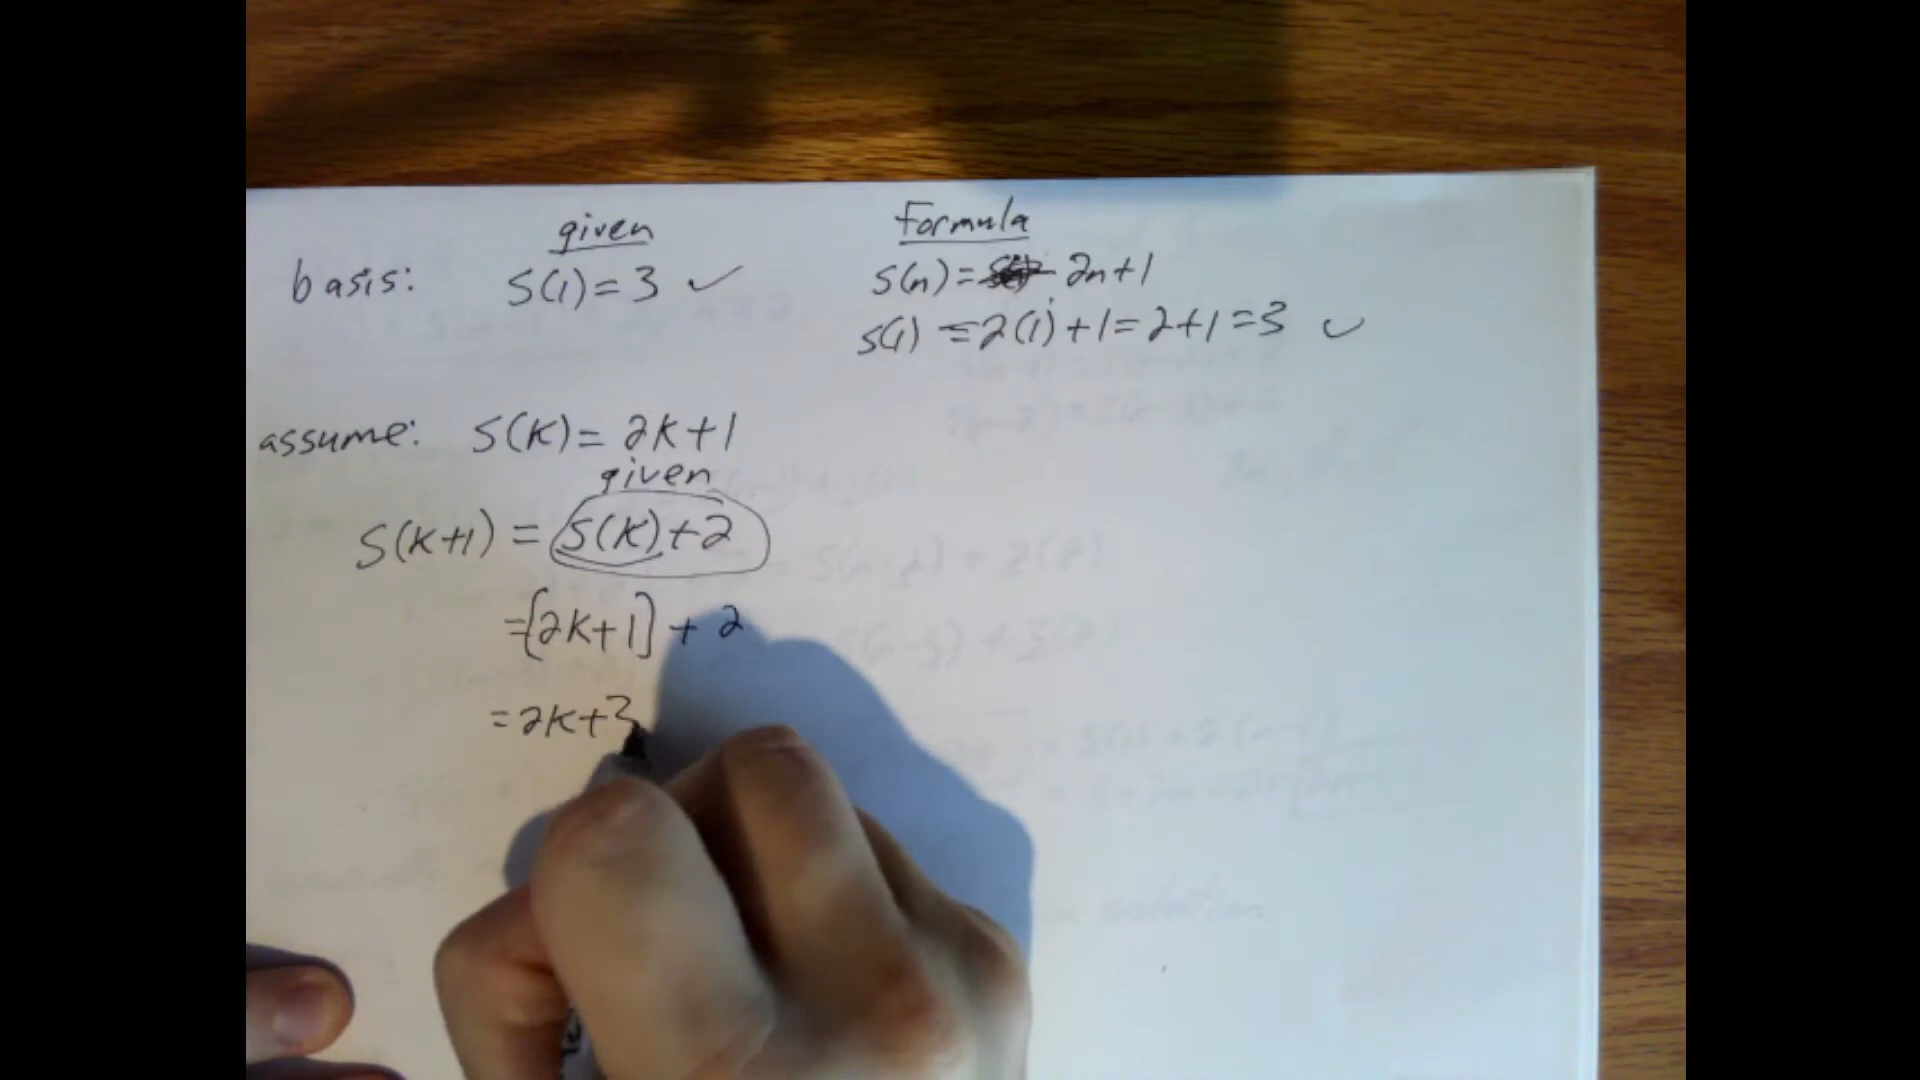 given
Formula
basis: S(1)=3 ✓
S(n)= 2n+1
S(1) =2(1)+1=2+1=3 ✓
assume: S(K)= 2K+1
given
S(K+1) = S(K)+2
=[2K+1] + 2
=2K+3